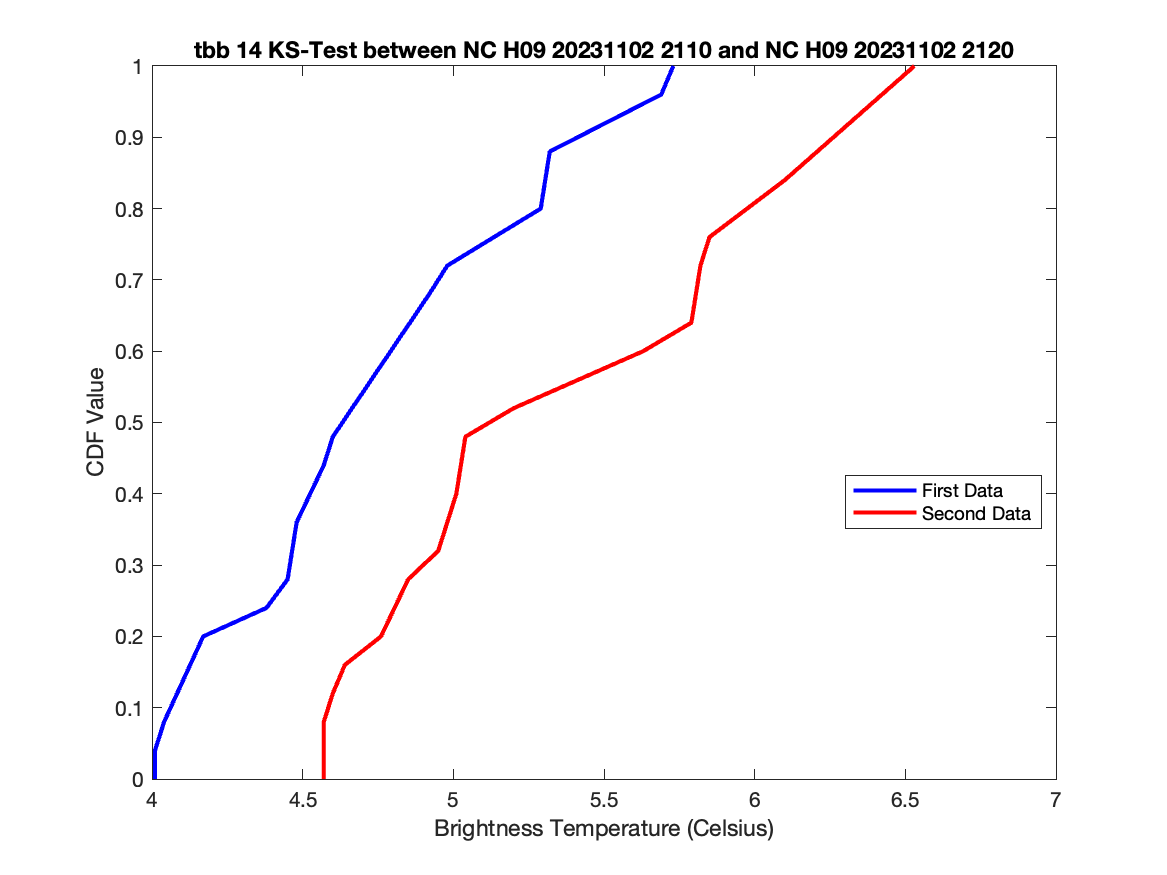 tbb 14 KS-Test between NC H09 20231102 2110 and NC H09 20231102 2120
1
0.9
0.8
0.7
0.6
0.5
0.4
0.3
0.2
0.1
0
CDF Value
First Data
Second Data
4 4.5 5 5.5 6 6.5 7
Brightness Temperature (Celsius)